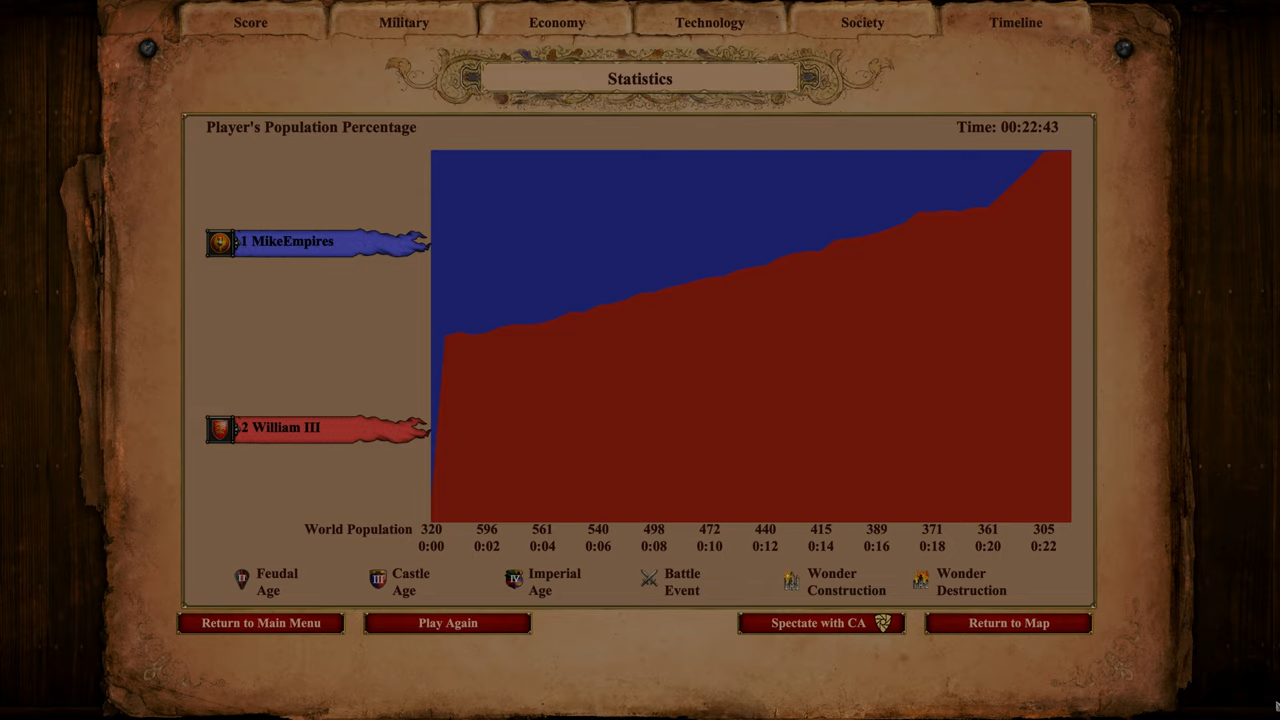 Score Military Economy Technology Society Timeline
Statistics
Player's Population Percentage Time: 00:22:43
1 MikeEmpires
2 William III
World Population 320 596 561 540 498 472 440 415 389 371 361 305
0:00 0:02 0:04 0:06 0:08 0:10 0:12 0:14 0:16 0:18 0:20 0:22
II Feudal III Castle IV Imperial Battle Wonder Wonder
Age Age Age Event Construction Destruction
Return to Main Menu Play Again Spectate with CA Return to Map